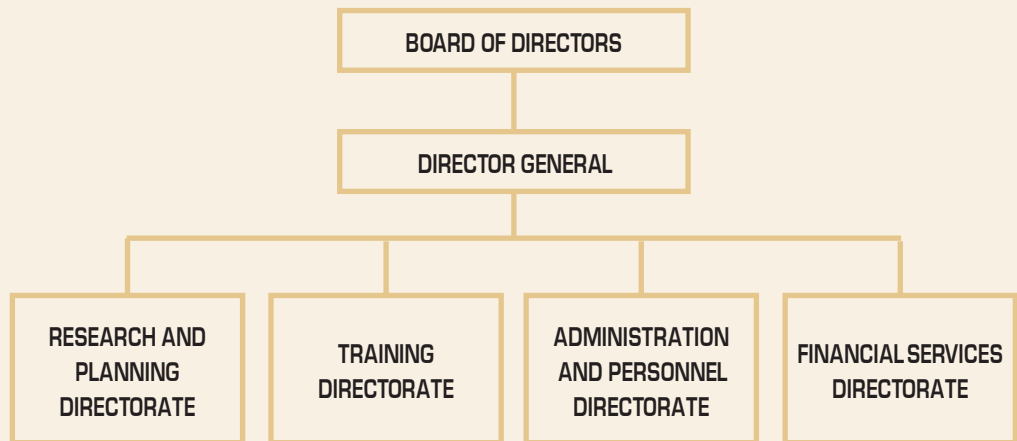 BOARD OF DIRECTORS
DIRECTOR GENERAL
RESEARCH AND
PLANNING
DIRECTORATE
TRAINING
DIRECTORATE
ADMINISTRATION
AND PERSONNEL
DIRECTORATE
FINANCIAL SERVICES
DIRECTORATE